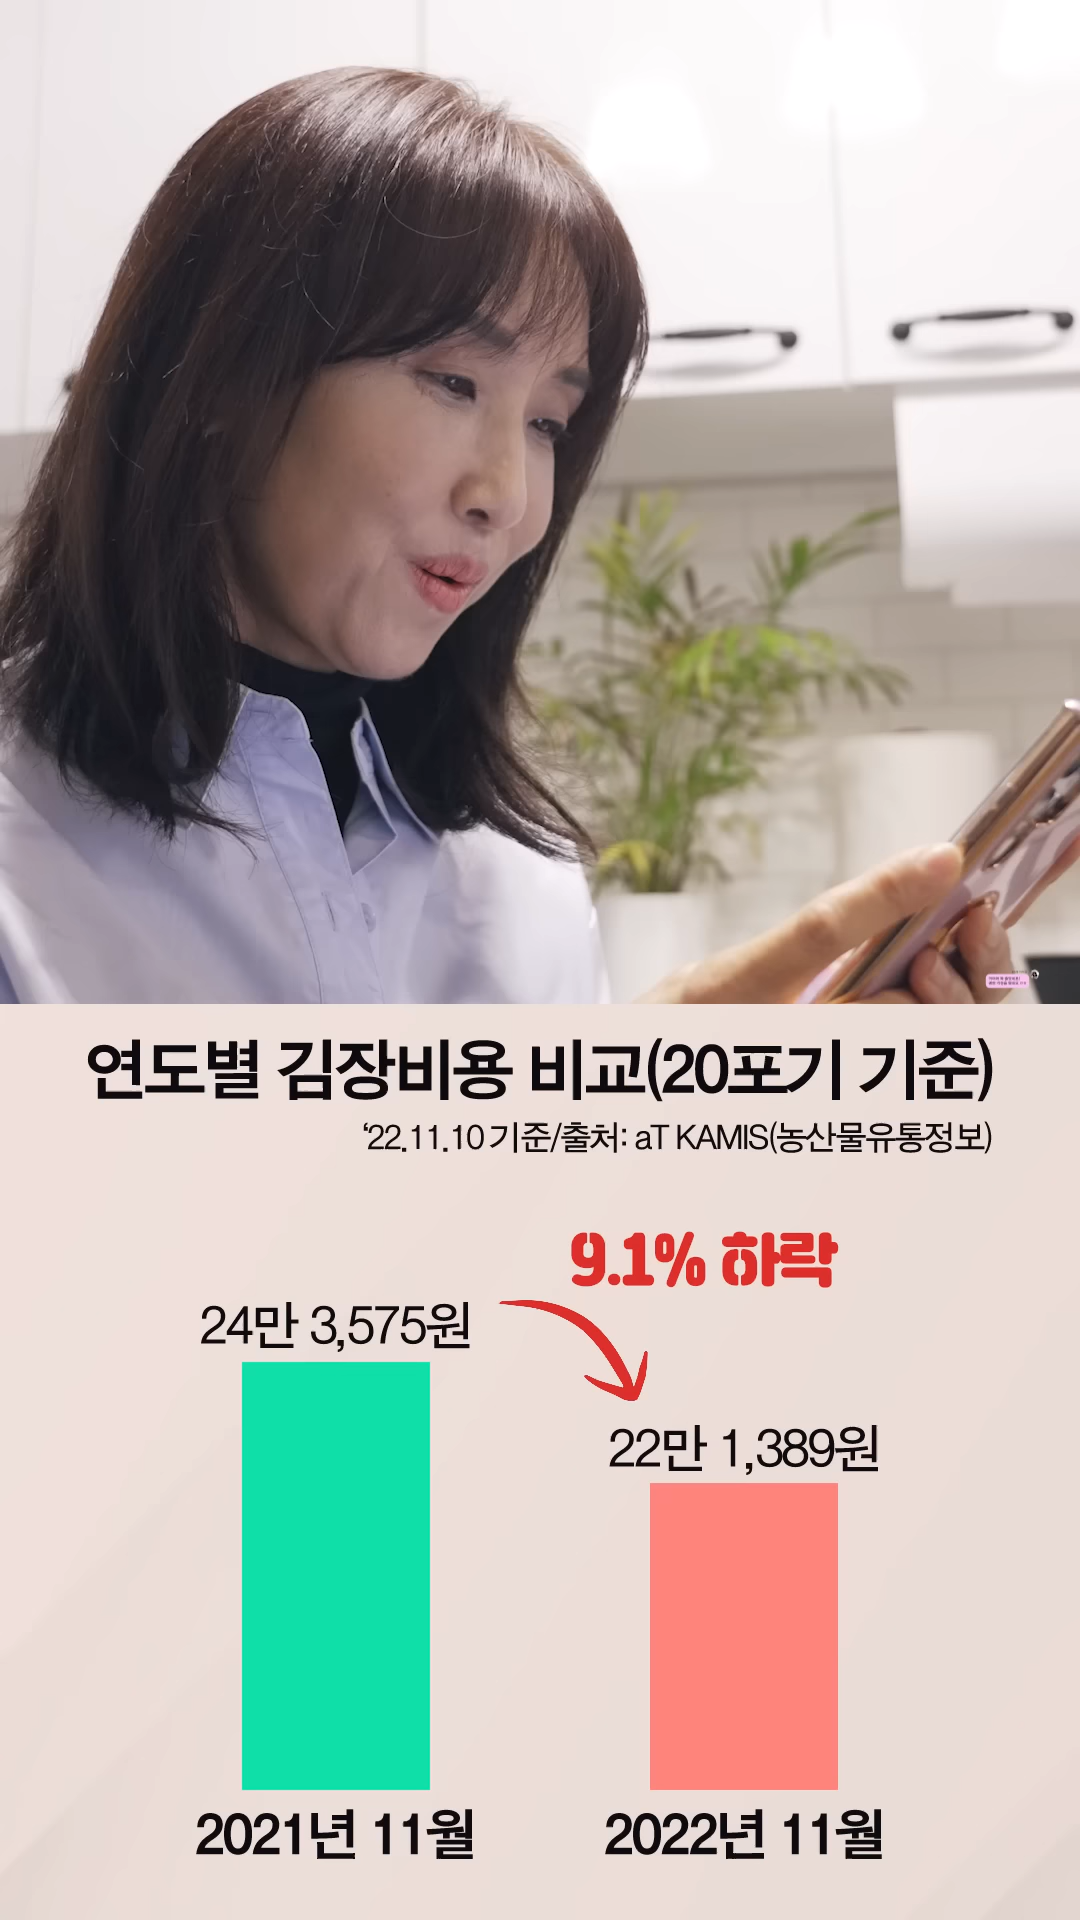 연도별 김장비용 비교(20포기 기준)
‘22.11.10 기준/출처: aT KAMIS(농산물유통정보)
9.1% 하락
24만 3,575원
22만 1,389원
2021년 11월
2022년 11월